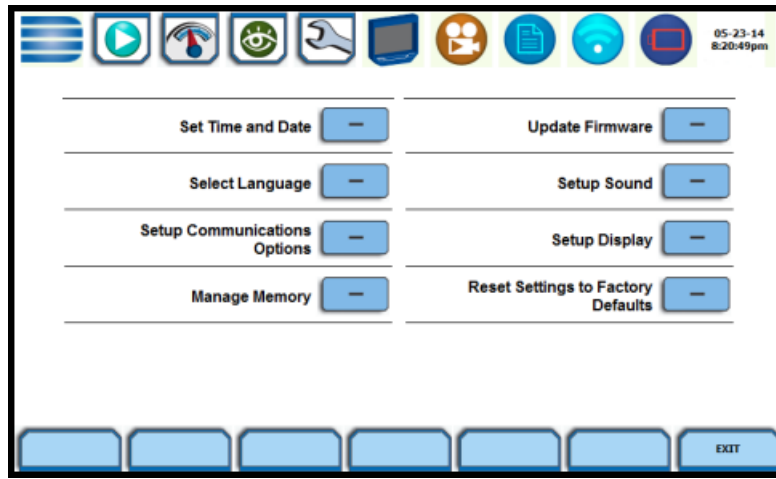 05-23-14
8:20:49pm
Set Time and Date
Update Firmware
Select Language
Setup Sound
Setup Communications
Options
Setup Display
Manage Memory
Reset Settings to Factory
Defaults
EXIT